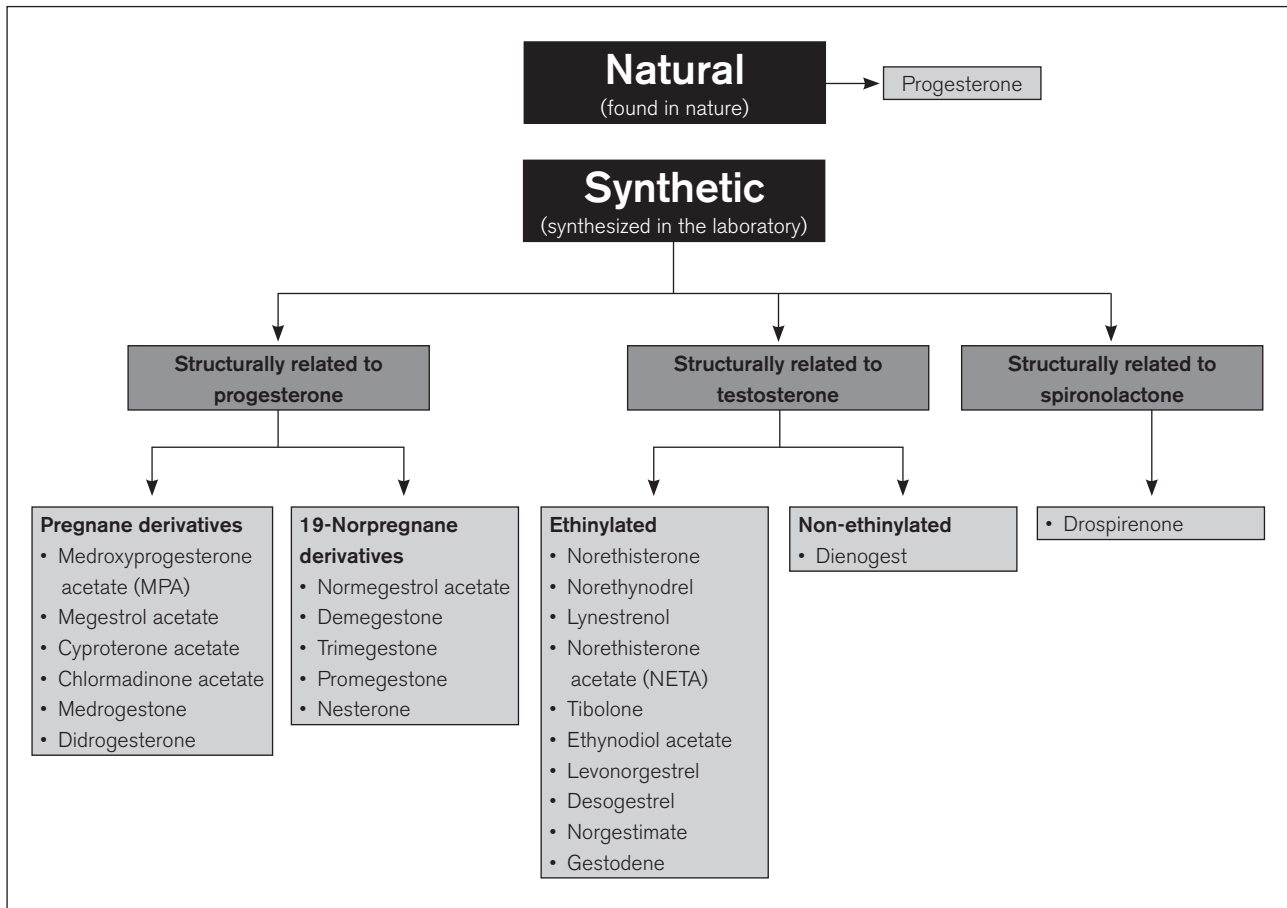 Natural
(found in nature)
Progesterone
Synthetic
(synthesized in the laboratory)
Structurally related to
progesterone
Structurally related to
testosterone
Structurally related to
spironolactone
Pregnane derivatives
• Medroxyprogesterone
acetate (MPA)
• Megestrol acetate
• Cyproterone acetate
• Chlormadinone acetate
• Medrogestone
• Didrogesterone
19-Norpregnane
derivatives
• Normegestrol acetate
• Demegestone
• Trimegestone
• Promegestone
• Nesterone
Ethinylated
• Norethisterone
• Norethynodrel
• Lynestrenol
• Norethisterone
acetate (NETA)
• Tibolone
• Ethynodiol acetate
• Levonorgestrel
• Desogestrel
• Norgestimate
• Gestodene
Non-ethinylated
• Dienogest
• Drospirenone